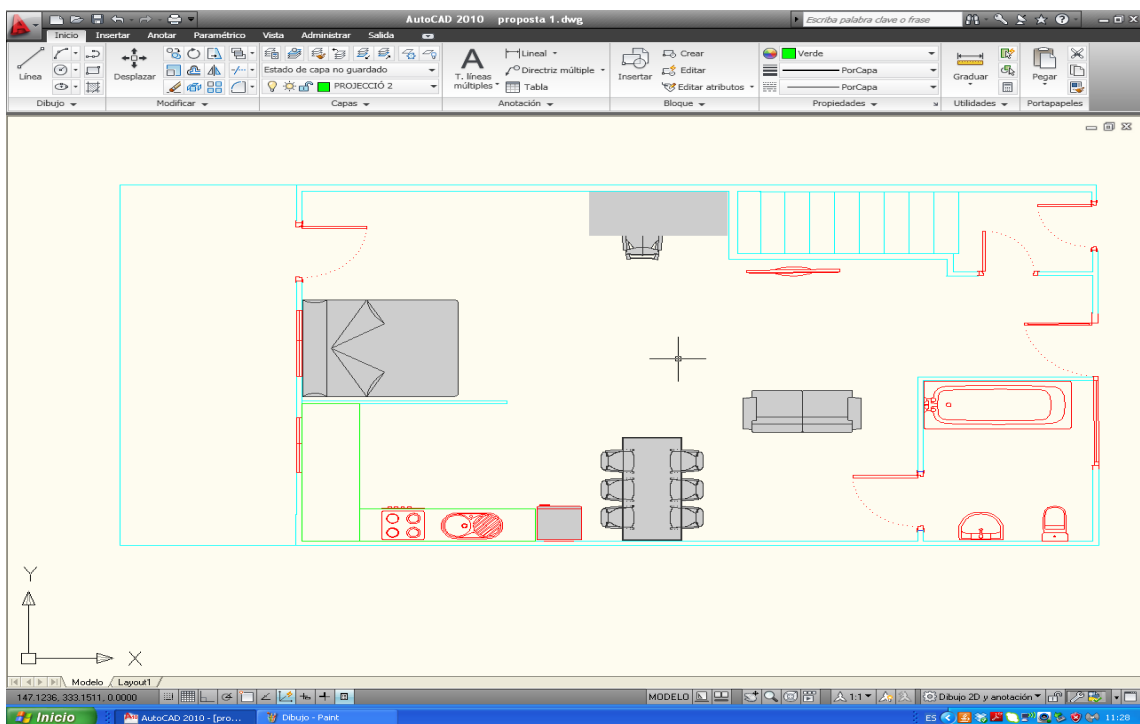 AutoCAD 2010 proposta 1.dwg
Escriba palabra clave o frase
Inicio Insertar Anotar Paramétrico Vista Administrar Salida
Línea
Desplazar
Estado de capa no guardado
PROJECCIÓ 2
A
T. líneas múltiples
Lineal
Directriz múltiple
Tabla
Insertar
Crear
Editar
Editar atributos
Verde
PorCapa
PorCapa
Graduar
Pegar
Dibujo Modificar Capas Anotación Bloque Propiedades Utilidades Portapapeles
Y
X
Modelo Layout1
147.1236, 333.1511, 0.0000
MODELO
1:1
Dibujo 2D y anotación
Inicio
AutoCAD 2010 - [pro...
Dibujo - Paint
ES
11:28